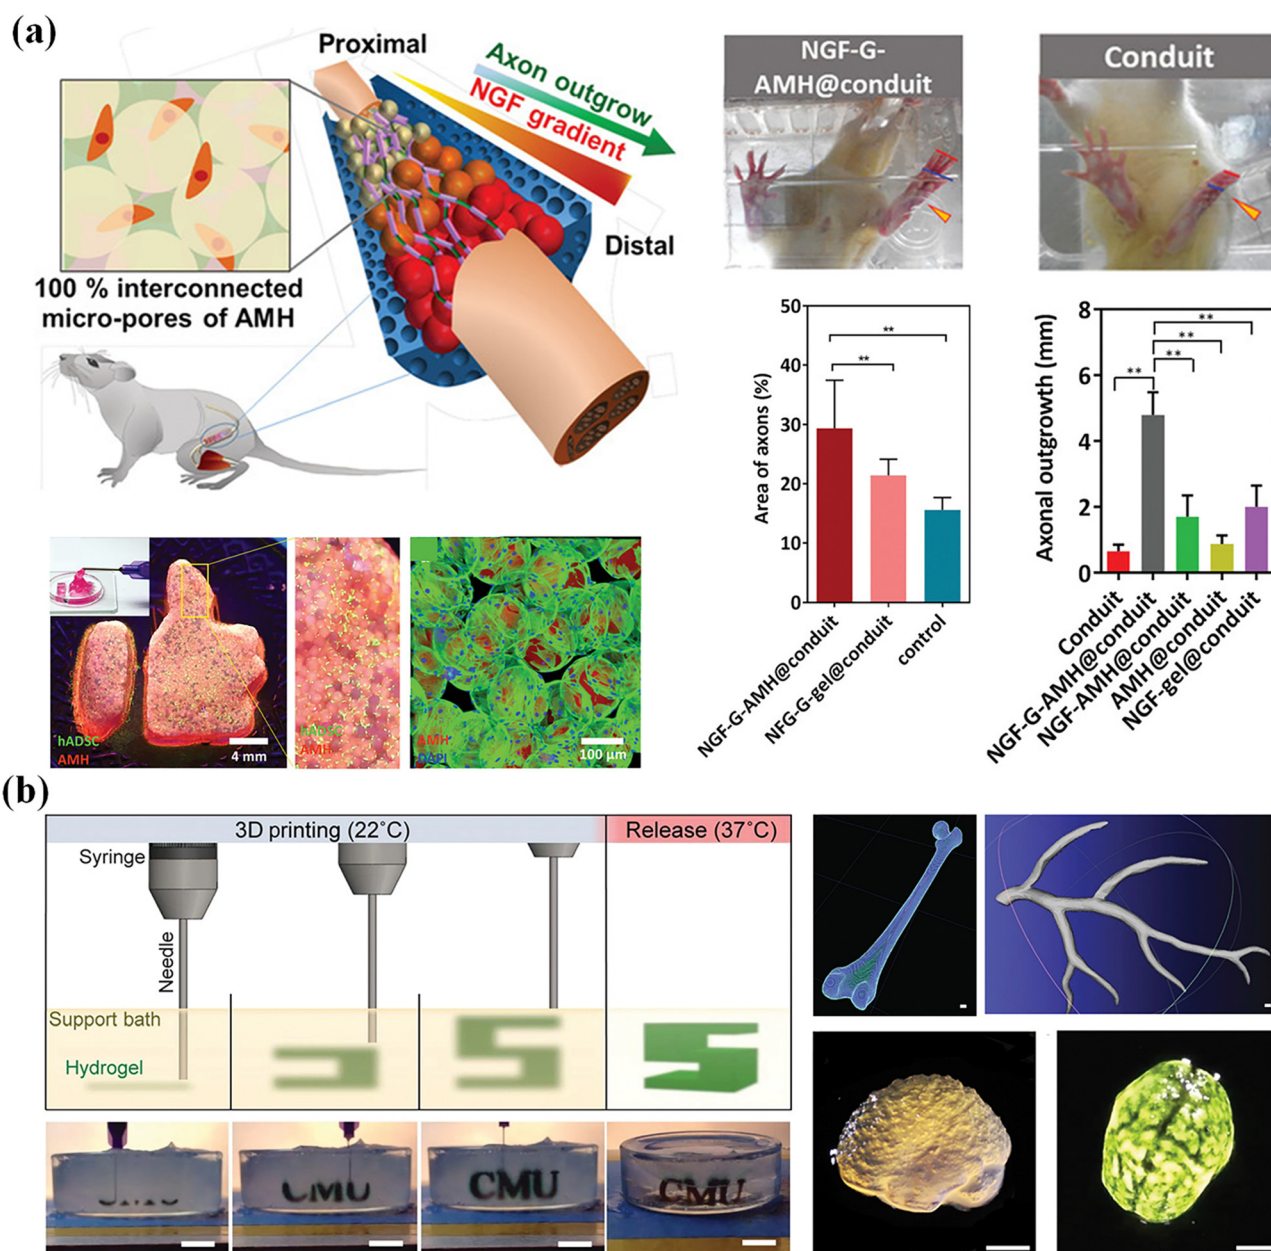 (a)
Proximal
Axon outgrow
NGF gradient
Distal
100 % interconnected
micro-pores of AMH
NGF-G-
AMH@conduit
Conduit
50
40
30
20
10
0
Area of axons (%)
**
**
NGF-G-AMH@conduit
NFG-G-gel@conduit
control
8
6
4
2
0
Axonal outgrowth (mm)
**
**
**
**
Conduit
NGF-G-AMH@conduit
NGF-AMH@conduit
AMH@conduit
NGF-gel@conduit
hADSC
AMH
4 mm
hADSC
AMH
AMH
DAPI
100 µm
(b)
3D printing (22˚C)
Release (37˚C)
Syringe
Needle
Support bath
Hydrogel
CMU
CMU
CMU
CMU